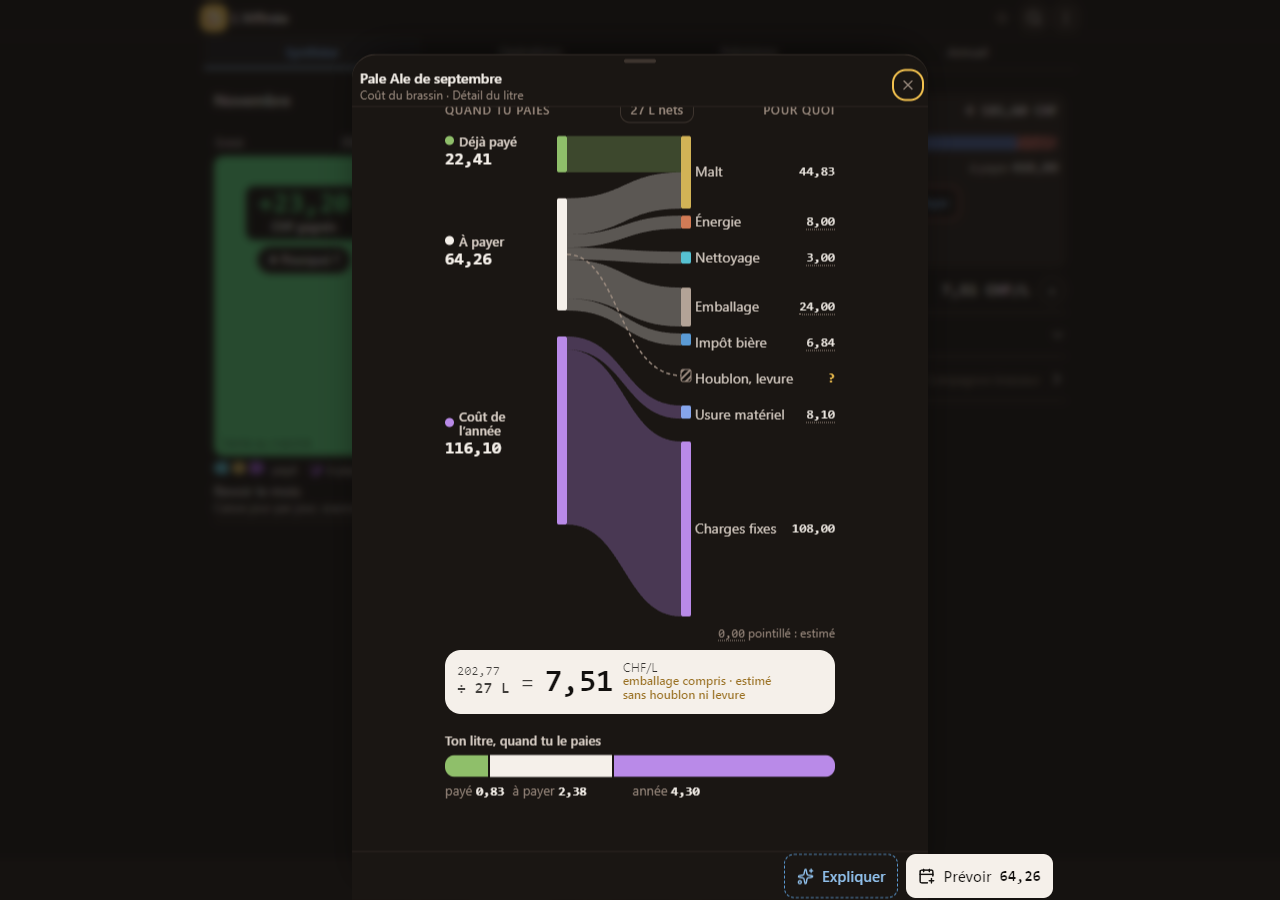 Pale Ale de septembre
Coût du brassin · Détail du litre
QUAND TU PAIES
27 L nets
POUR QUOI
Déjà payé
22,41
Malt 44,83
Énergie 8,00
À payer
64,26
Nettoyage 3,00
Emballage 24,00
Impôt bière 6,84
Houblon, levure ?
Usure matériel 8,10
Coût de
l'année
116,10
Charges fixes 108,00
0,00 pointillé : estimé
202,77
÷ 27 L
= 7,51
CHF/L
emballage compris · estimé
sans houblon ni levure
Ton litre, quand tu le paies
payé 0,83 à payer 2,38 année 4,30
Expliquer
Prévoir 64,26